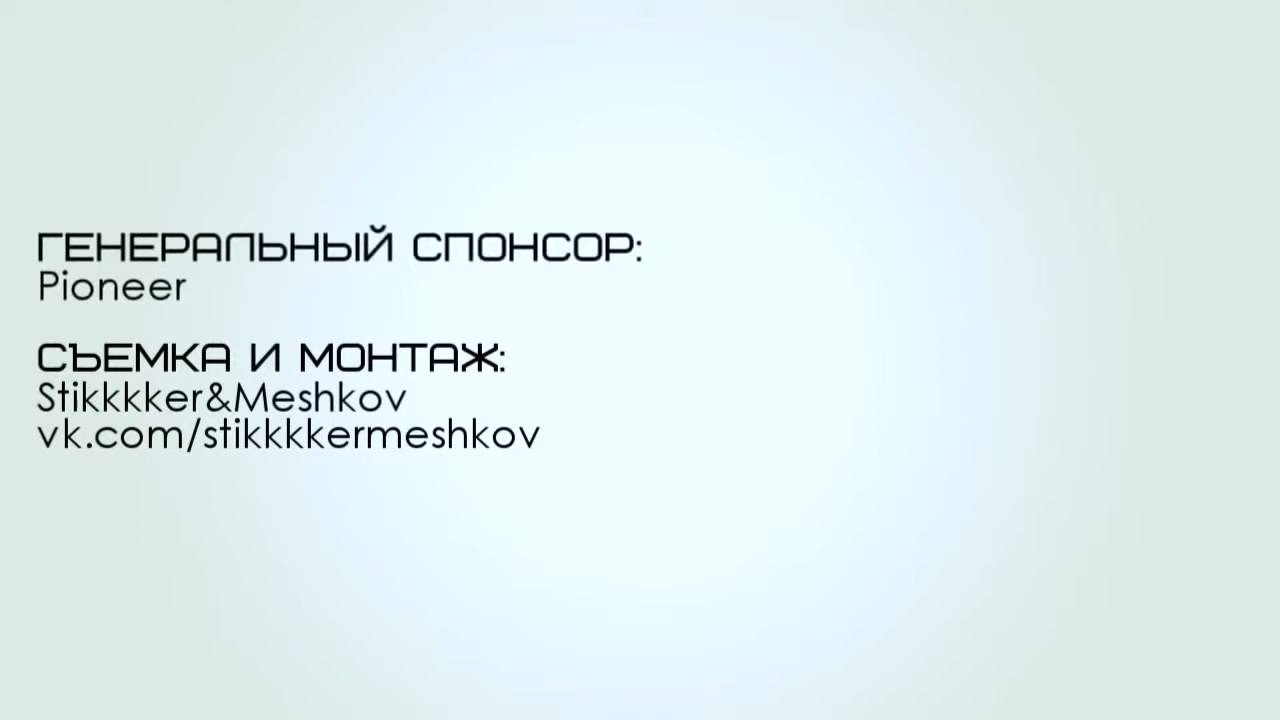 ГЕНЕРАЛЬНЫЙ СПОНСОР:
Pioneer
СЪЕМКА И МОНТАЖ:
Stikkkker&Meshkov
vk.com/stikkkkermeshkov